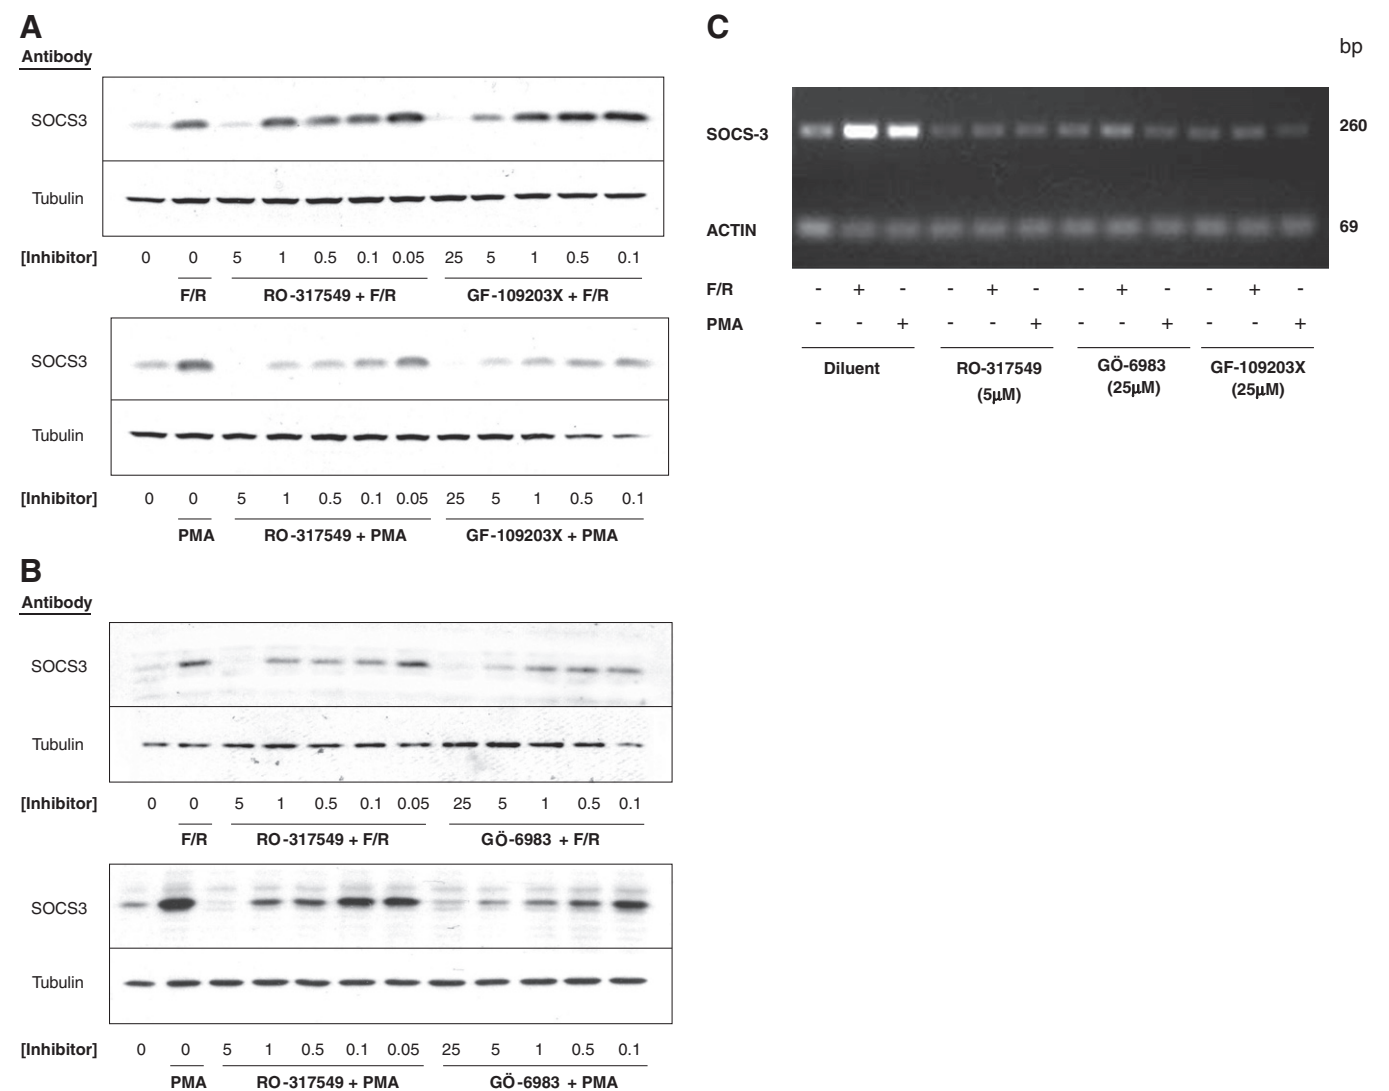 A
Antibody
SOCS3
Tubulin
[Inhibitor] 0 0 5 1 0.5 0.1 0.05 25 5 1 0.5 0.1
F/R RO-317549 + F/R GF-109203X + F/R
SOCS3
Tubulin
[Inhibitor] 0 0 5 1 0.5 0.1 0.05 25 5 1 0.5 0.1
PMA RO-317549 + PMA GF-109203X + PMA
B
Antibody
SOCS3
Tubulin
[Inhibitor] 0 0 5 1 0.5 0.1 0.05 25 5 1 0.5 0.1
F/R RO-317549 + F/R GÖ-6983 + F/R
SOCS3
Tubulin
[Inhibitor] 0 0 5 1 0.5 0.1 0.05 25 5 1 0.5 0.1
PMA RO-317549 + PMA GÖ-6983 + PMA
C
bp
SOCS-3 260
ACTIN 69
F/R - + - - + - - + - - + -
PMA - - + - - + - - + - - +
Diluent RO-317549 GÖ-6983 GF-109203X
(5µM) (25µM) (25µM)